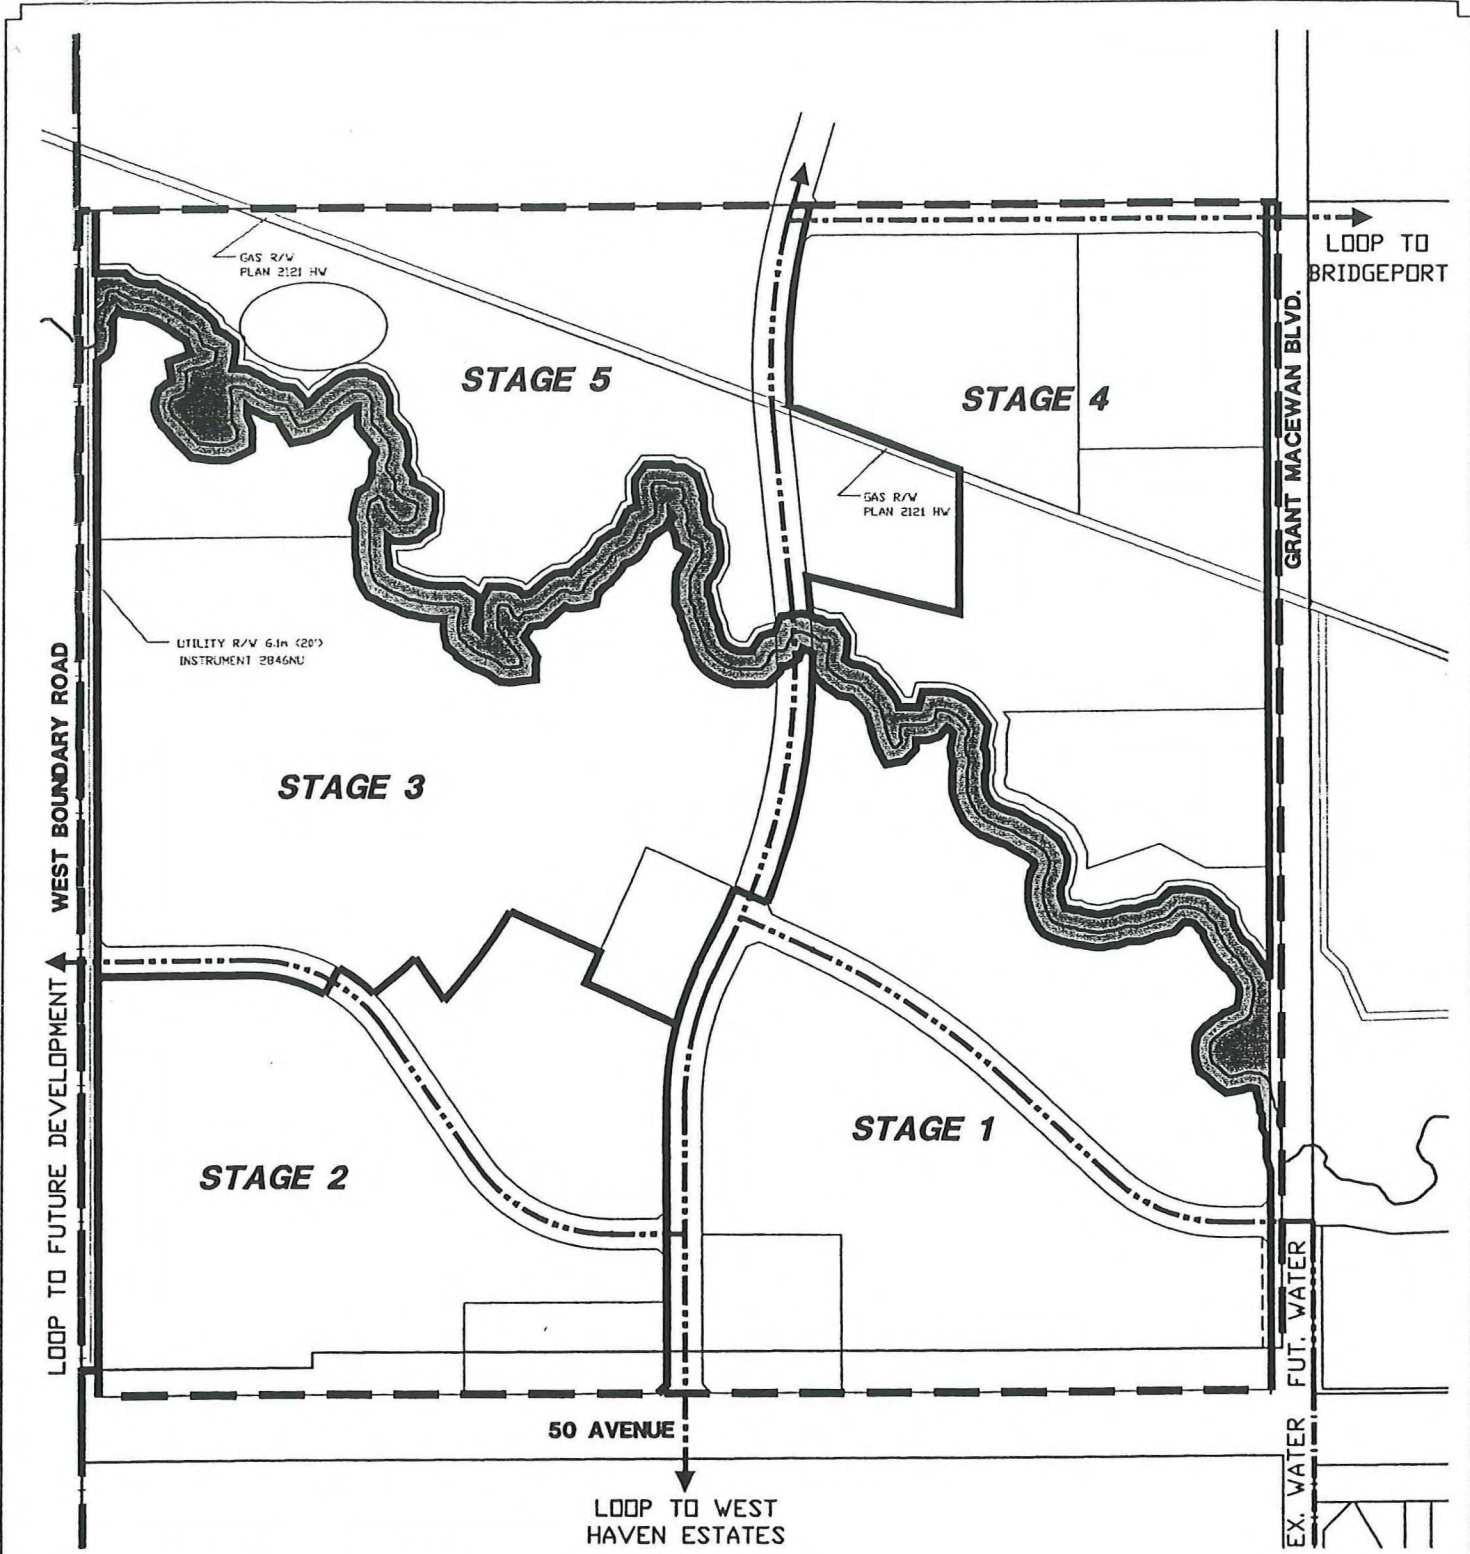 GAS R/W
PLAN 2121 HW
LOOP TO
BRIDGEPORT
GRANT MACEWAN BLVD.
STAGE 5
STAGE 4
GAS R/W
PLAN 2121 HW
UTILITY R/W 6.1m (20')
INSTRUMENT 2846NU
WEST BOUNDARY ROAD
STAGE 3
LOOP TO FUTURE DEVELOPMENT
STAGE 1
STAGE 2
FUT. WATER
50 AVENUE
EX. WATER
LOOP TO WEST
HAVEN ESTATES